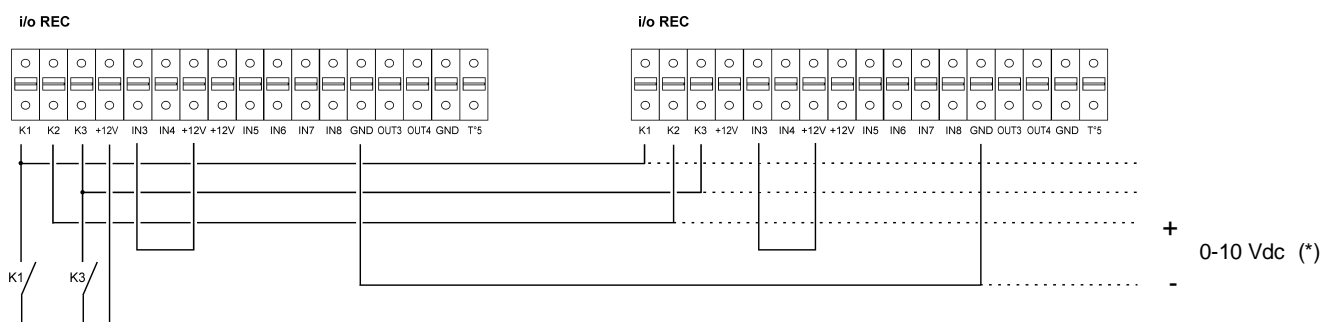 i/o REC
i/o REC
K1 K2 K3 +12V IN3 IN4 +12V +12V IN5 IN6 IN7 IN8 GND OUT3 OUT4 GND T°5
K1 K2 K3 +12V IN3 IN4 +12V +12V IN5 IN6 IN7 IN8 GND OUT3 OUT4 GND T°5
+
0-10 Vdc (*)
-
K1 K3